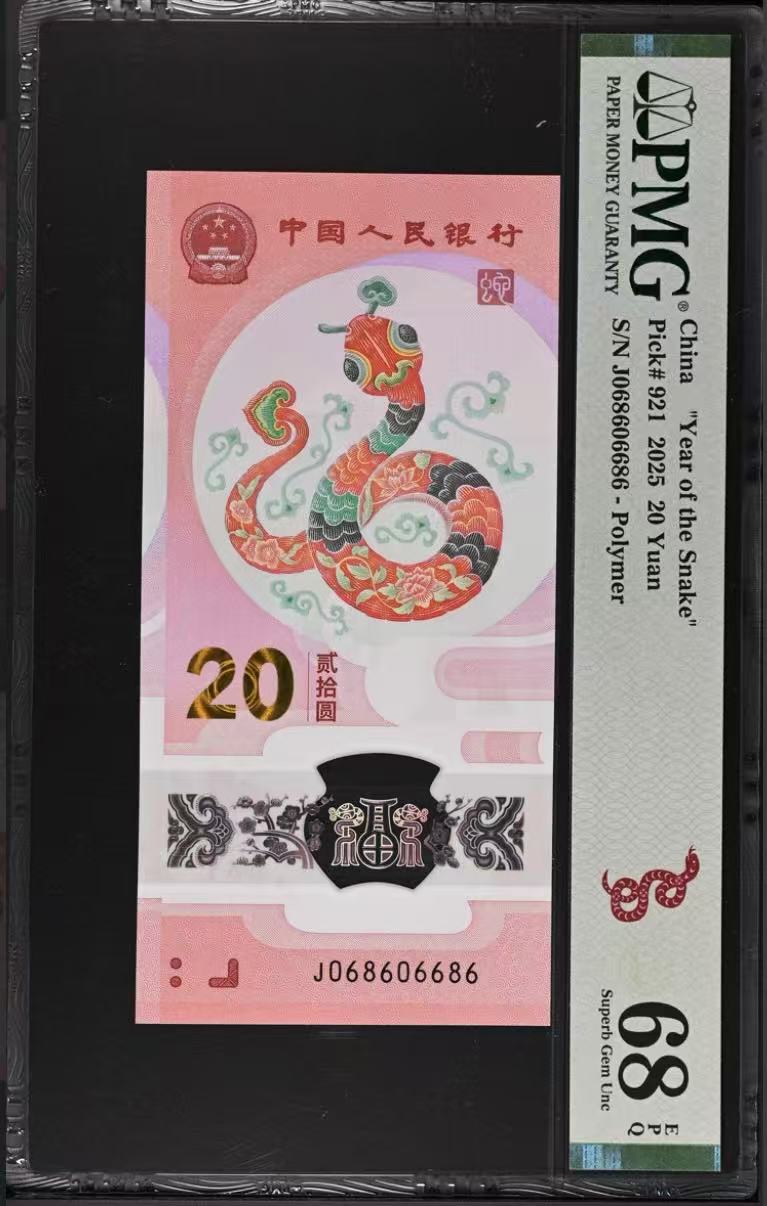 中国人民银行
蛇
20
贰拾圆
J068606686
PMG®
PAPER MONEY GUARANTY
China "Year of the Snake"
Pick# 921 2025 20 Yuan
S/N J068606686 - Polymer
68
EPQ
Superb Gem Unc